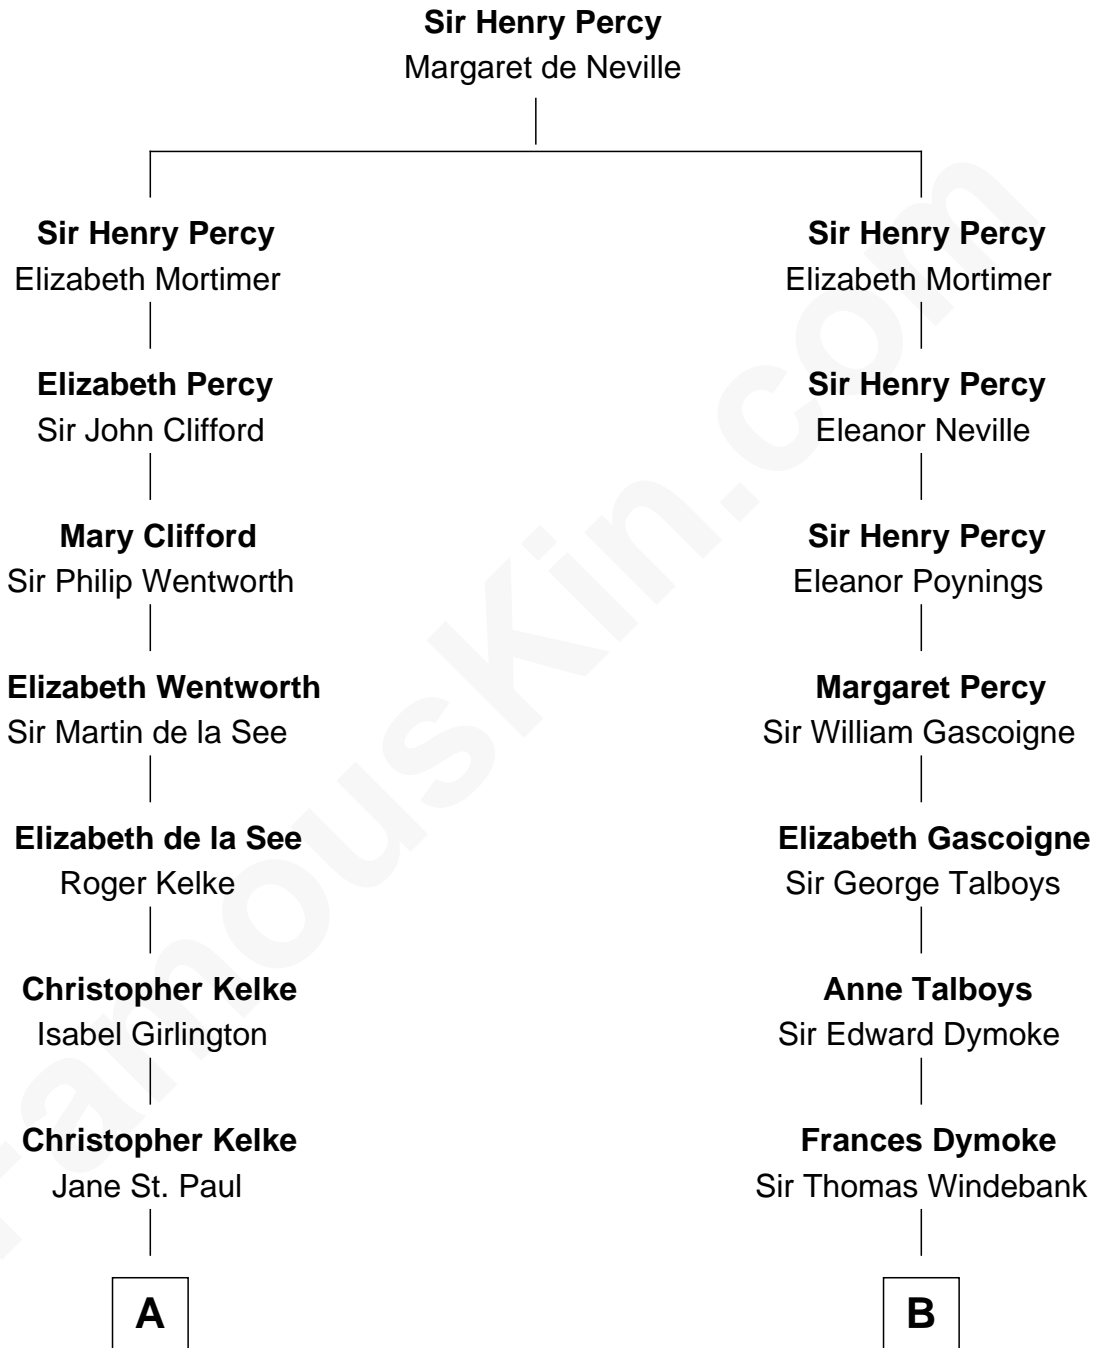 Sir Henry Percy
Margaret de Neville
Sir Henry Percy
Elizabeth Mortimer
Elizabeth Percy
Sir John Clifford
Mary Clifford
Sir Philip Wentworth
Elizabeth Wentworth
Sir Martin de la See
Elizabeth de la See
Roger Kelke
Christopher Kelke
Isabel Girlington
Christopher Kelke
Jane St. Paul
A
Sir Henry Percy
Elizabeth Mortimer
Sir Henry Percy
Eleanor Neville
Sir Henry Percy
Eleanor Poynings
Margaret Percy
Sir William Gascoigne
Elizabeth Gascoigne
Sir George Talboys
Anne Talboys
Sir Edward Dymoke
Frances Dymoke
Sir Thomas Windebank
B
FamousKin.com